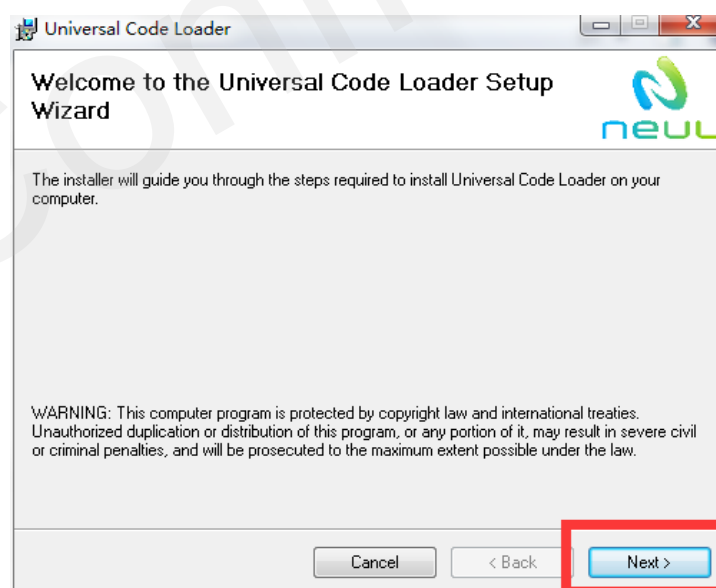 Universal Code Loader
Welcome to the Universal Code Loader Setup
Wizard
neul
The installer will guide you through the steps required to install Universal Code Loader on your
computer.
WARNING: This computer program is protected by copyright law and international treaties.
Unauthorized duplication or distribution of this program, or any portion of it, may result in severe civil
or criminal penalties, and will be prosecuted to the maximum extent possible under the law.
Cancel
< Back
Next >